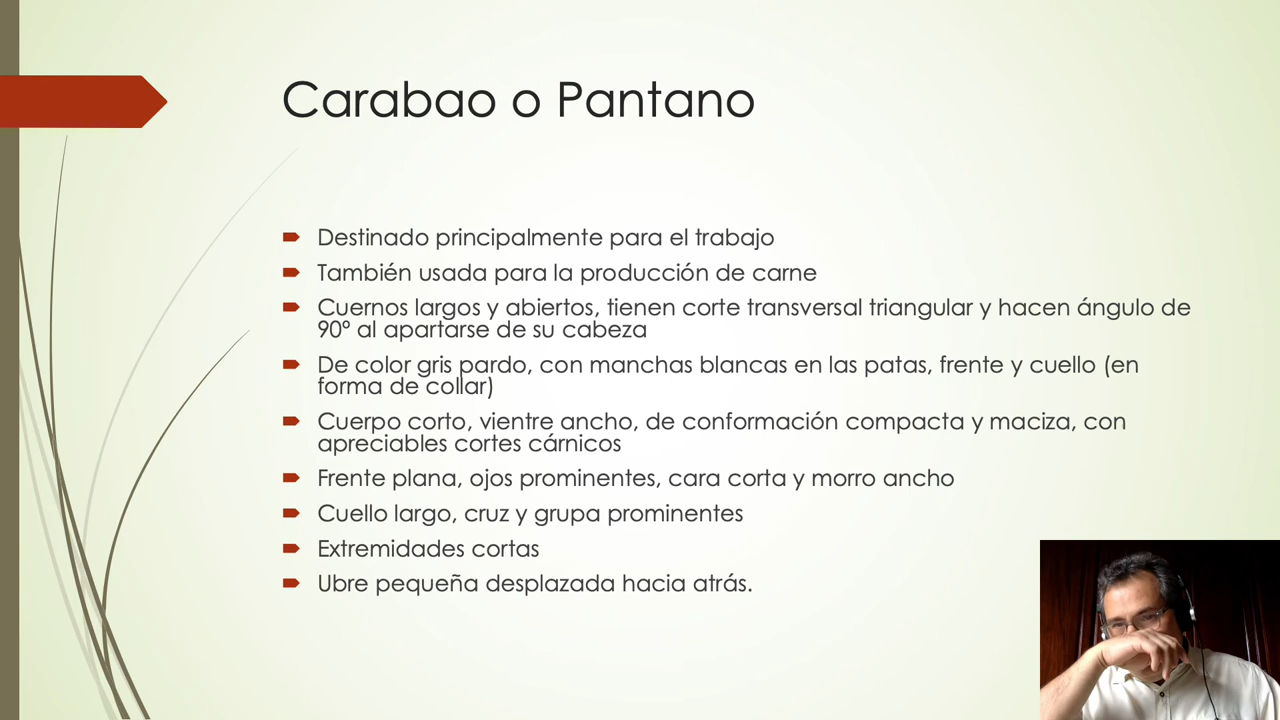 Carabao o Pantano
Destinado principalmente para el trabajo
También usada para la producción de carne
Cuernos largos y abiertos, tienen corte transversal triangular y hacen ángulo de
90º al apartarse de su cabeza
De color gris pardo, con manchas blancas en las patas, frente y cuello (en
forma de collar)
Cuerpo corto, vientre ancho, de conformación compacta y maciza, con
apreciables cortes cárnicos
Frente plana, ojos prominentes, cara corta y morro ancho
Cuello largo, cruz y grupa prominentes
Extremidades cortas
Ubre pequeña desplazada hacia atrás.